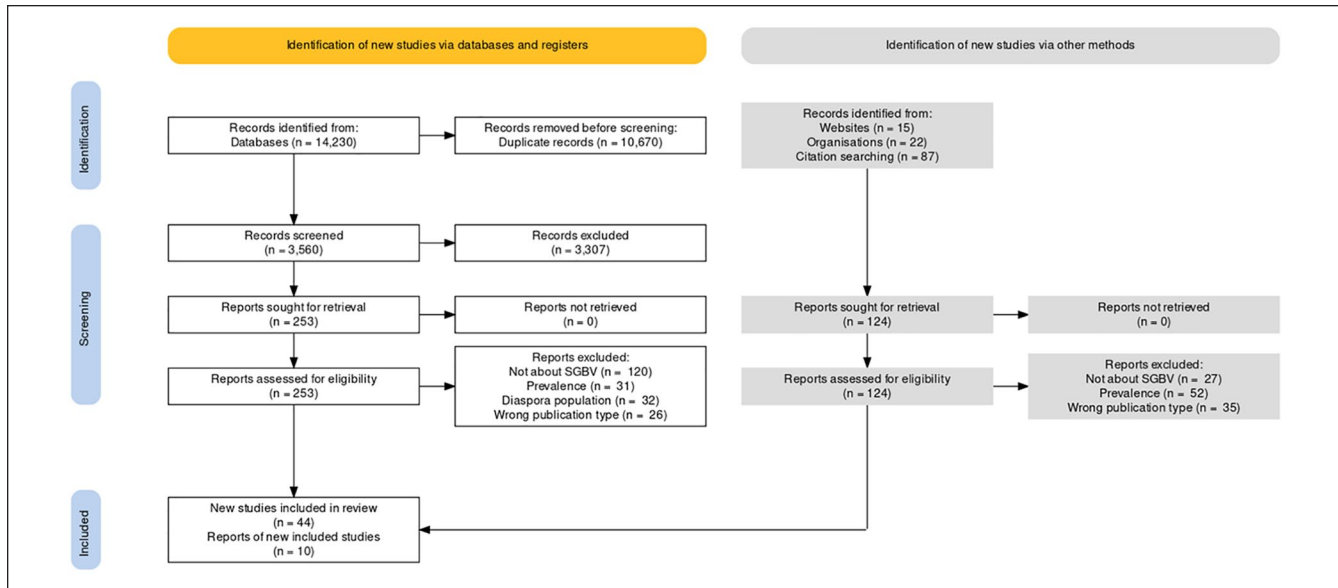 Identification of new studies via databases and registers
Identification of new studies via other methods
Identification
Records identified from:
Databases (n = 14,230)
Records removed before screening:
Duplicate records (n = 10,670)
Records identified from:
Websites (n = 15)
Organisations (n = 22)
Citation searching (n = 87)
Screening
Records screened
(n = 3,560)
Records excluded
(n = 3,307)
Reports sought for retrieval
(n = 253)
Reports not retrieved
(n = 0)
Reports sought for retrieval
(n = 124)
Reports not retrieved
(n = 0)
Reports assessed for eligibility
(n = 253)
Reports excluded:
Not about SGBV (n = 120)
Prevalence (n = 31)
Diaspora population (n = 32)
Wrong publication type (n = 26)
Reports assessed for eligibility
(n = 124)
Reports excluded:
Not about SGBV (n = 27)
Prevalence (n = 52)
Wrong publication type (n = 35)
Included
New studies included in review
(n = 44)
Reports of new included studies
(n = 10)